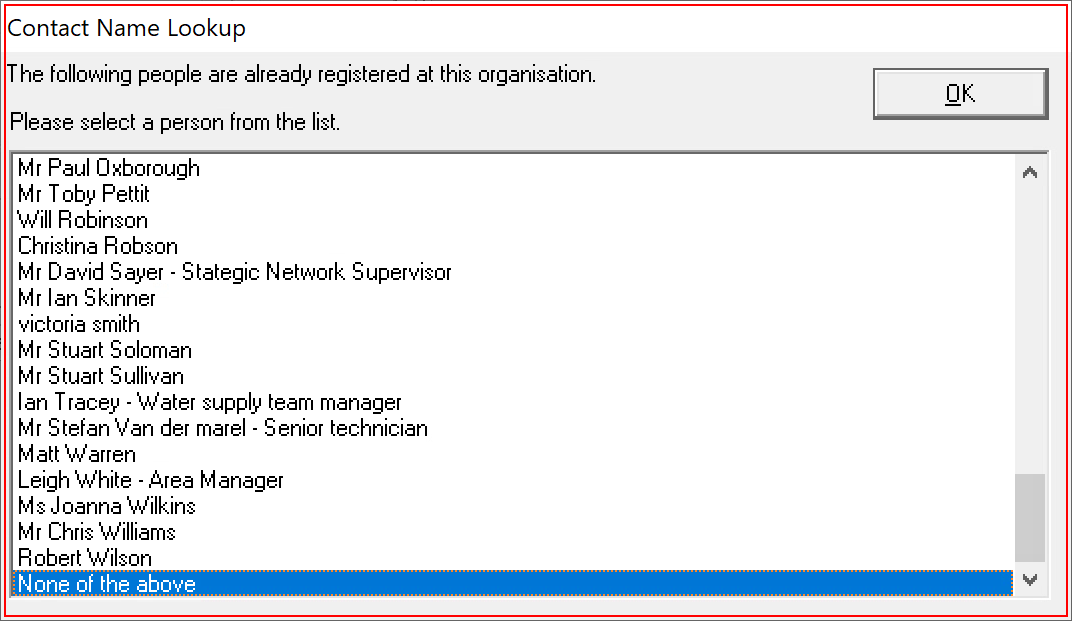 Contact Name Lookup
The following people are already registered at this organisation.
OK
Please select a person from the list.
Mr Paul Oxborough
Mr Toby Pettit
Will Robinson
Christina Robson
Mr David Sayer - Stategic Network Supervisor
Mr Ian Skinner
victoria smith
Mr Stuart Soloman
Mr Stuart Sullivan
Ian Tracey - Water supply team manager
Mr Stefan Van der marel - Senior technician
Matt Warren
Leigh White - Area Manager
Ms Joanna Wilkins
Mr Chris Williams
Robert Wilson
None of the above